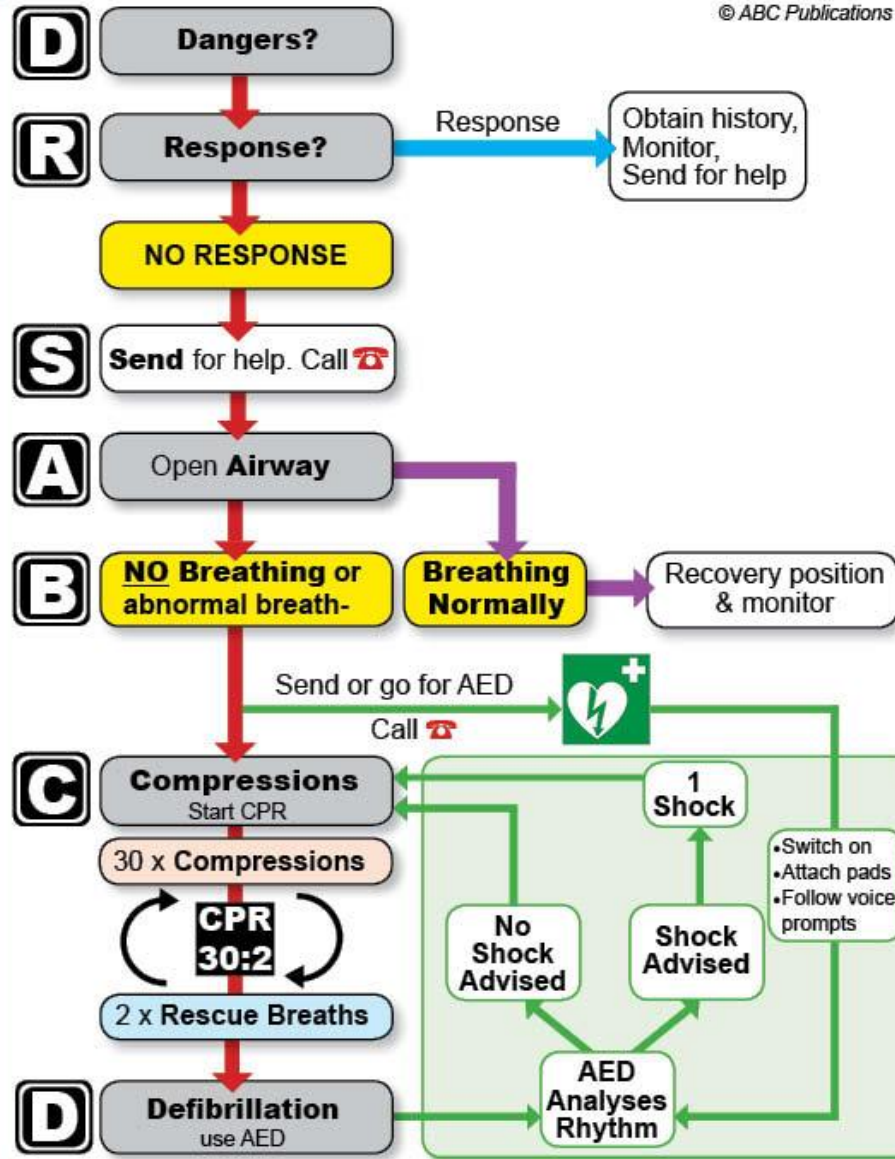 © ABC Publications
D
Dangers?
R
Response?
Response
Obtain history,
Monitor,
Send for help
NO RESPONSE
S
Send for help. Call ☎
A
Open Airway
B
NO Breathing or
abnormal breath-
Breathing
Normally
Recovery position
& monitor
Send or go for AED
Call ☎
C
Compressions
Start CPR
30 x Compressions
CPR
30:2
2 x Rescue Breaths
D
Defibrillation
use AED
1
Shock
No
Shock
Advised
Shock
Advised
AED
Analyses
Rhythm
•Switch on
•Attach pads
•Follow voice
prompts